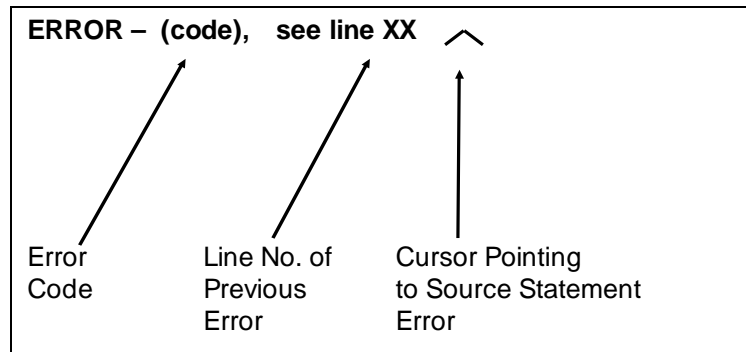 ERROR – (code), see line XX
Error
Code
Line No. of
Previous
Error
Cursor Pointing
to Source Statement
Error